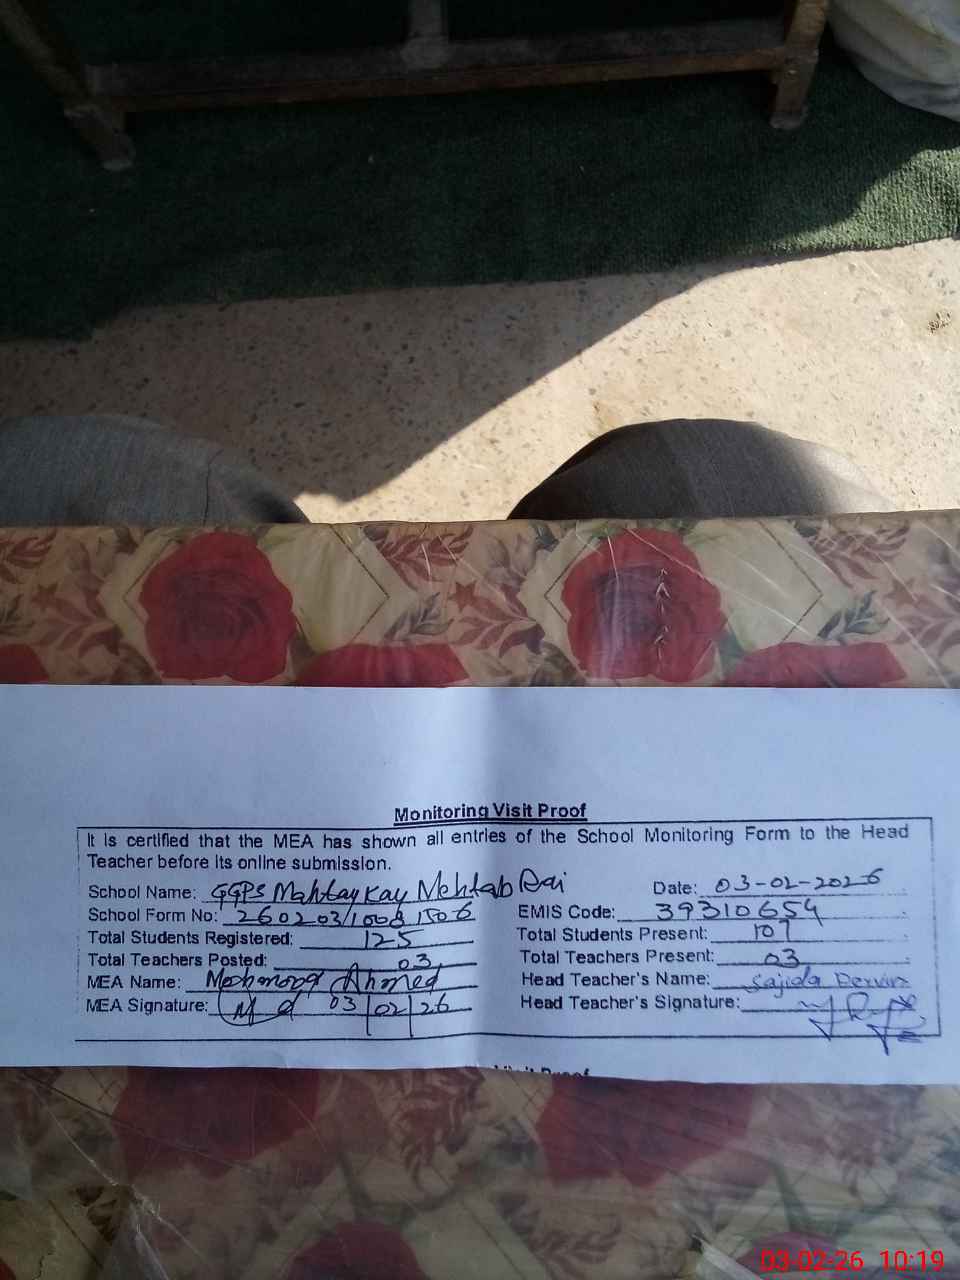 Monitoring Visit Proof
It is certified that the MEA has shown all entries of the School Monitoring Form to the Head
Teacher before its online submission.
School Name: GGPS Mahtay Kay Mehtab Rai Date: 03-02-2026
School Form No: 260203/1008 1506 EMIS Code: 39310654
Total Students Registered: 125 Total Students Present: 107
Total Teachers Posted: 03 Total Teachers Present: 03
MEA Name: Mehmood Ahmed Head Teacher's Name: Sajida Perveen
MEA Signature: 03/02/26 Head Teacher's Signature:
Visit Proof
03-02-26 10:19